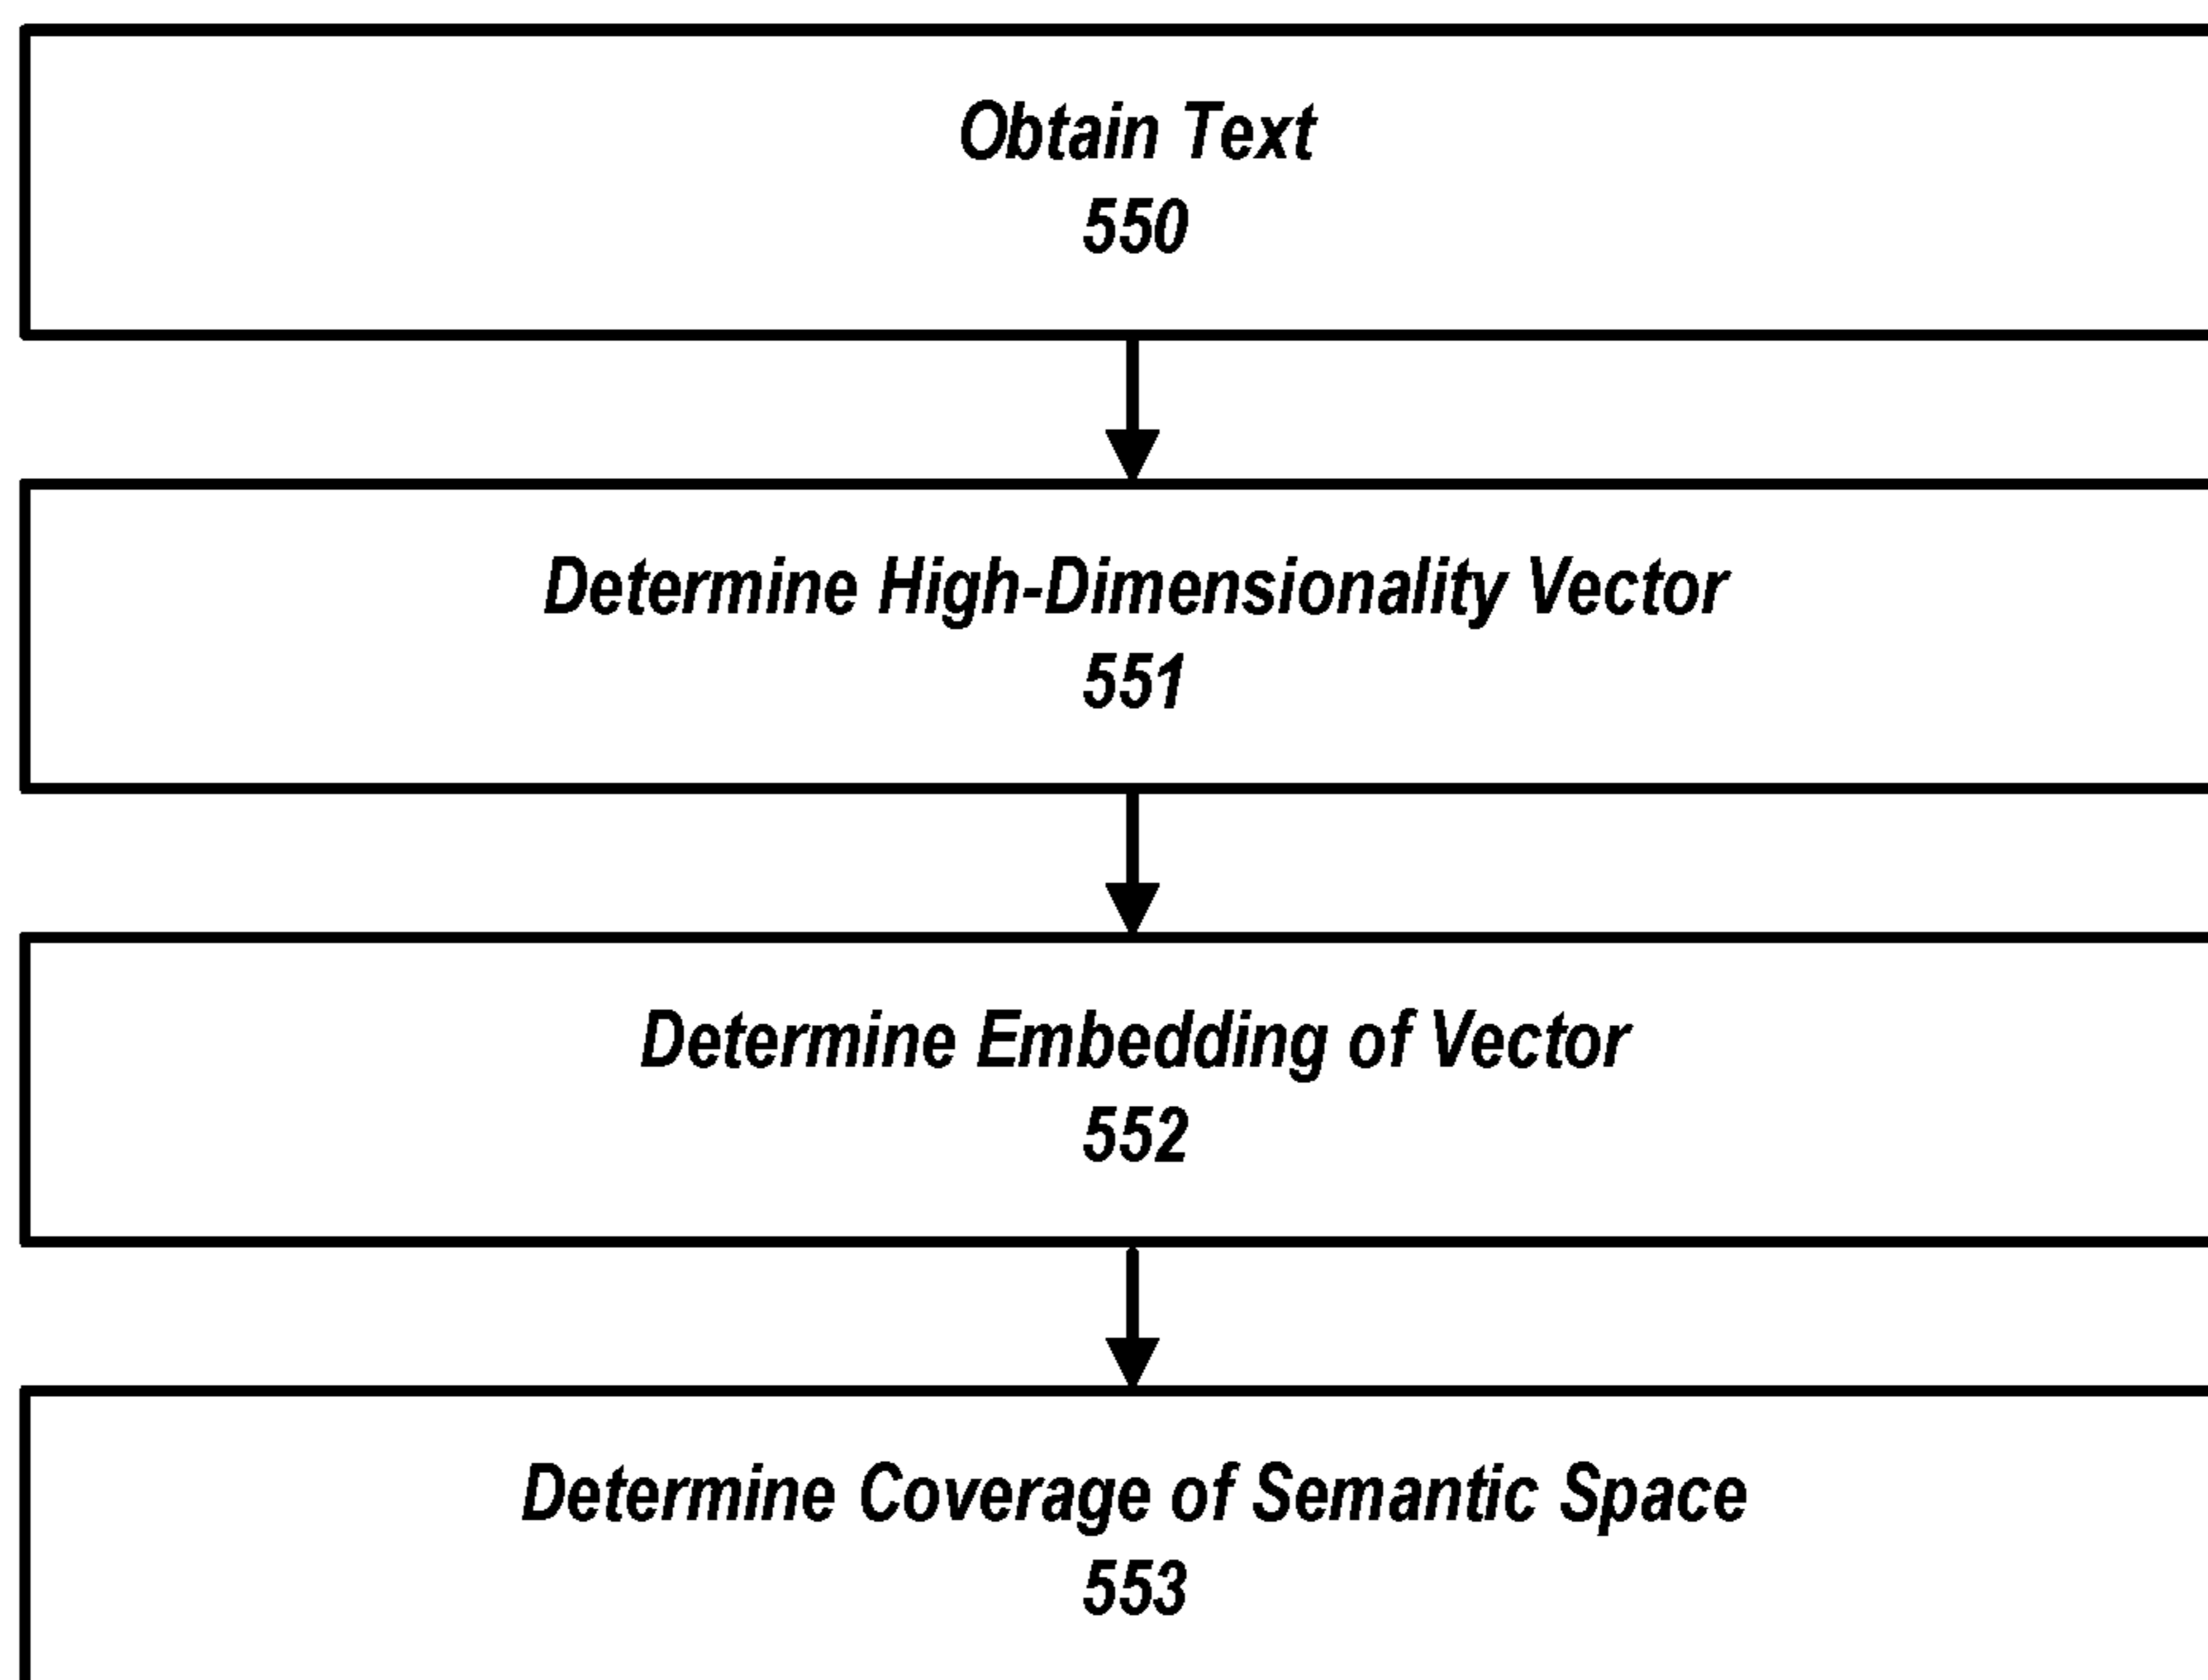 Obtain Text
550
Determine High-Dimensionality Vector
551
Determine Embedding of Vector
552
Determine Coverage of Semantic Space
553